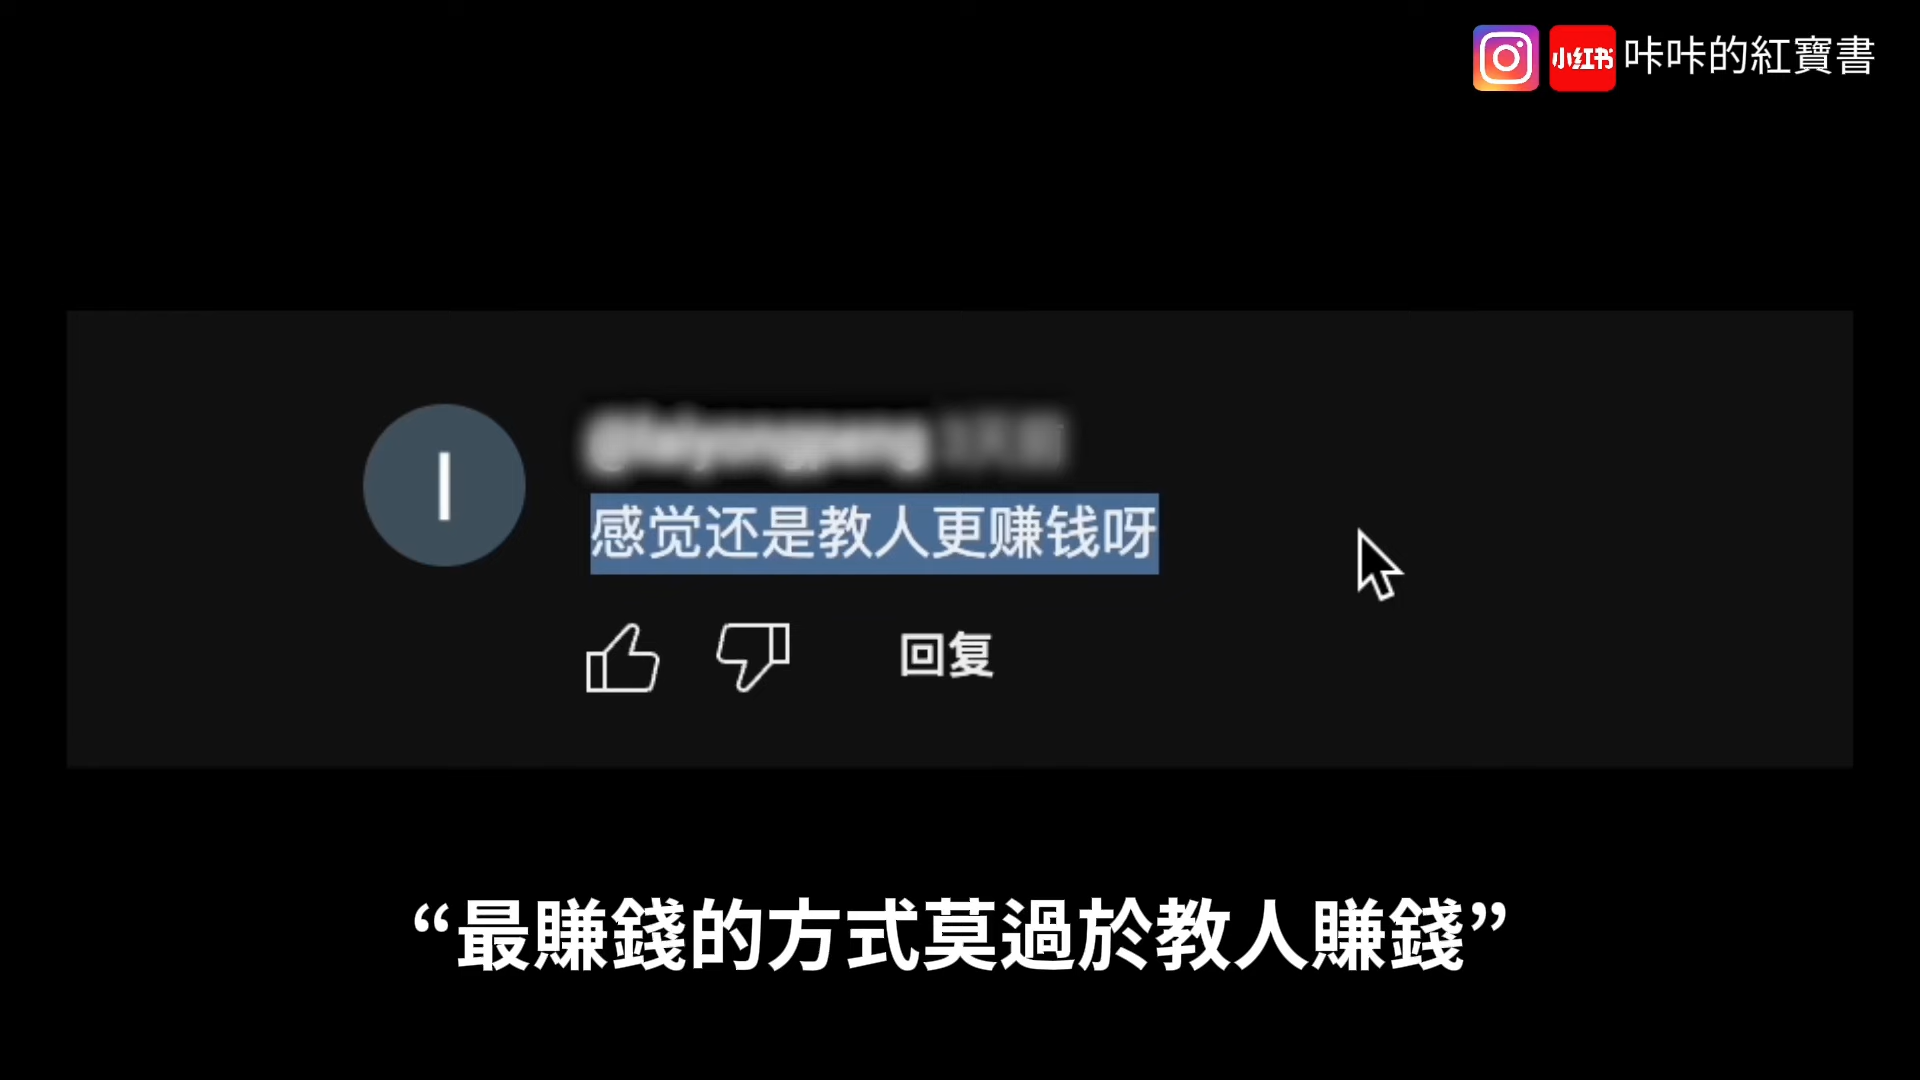 小红书 咔咔的紅寶書
I
感觉还是教人更赚钱呀
回复
“最賺錢的方式莫過於教人賺錢”